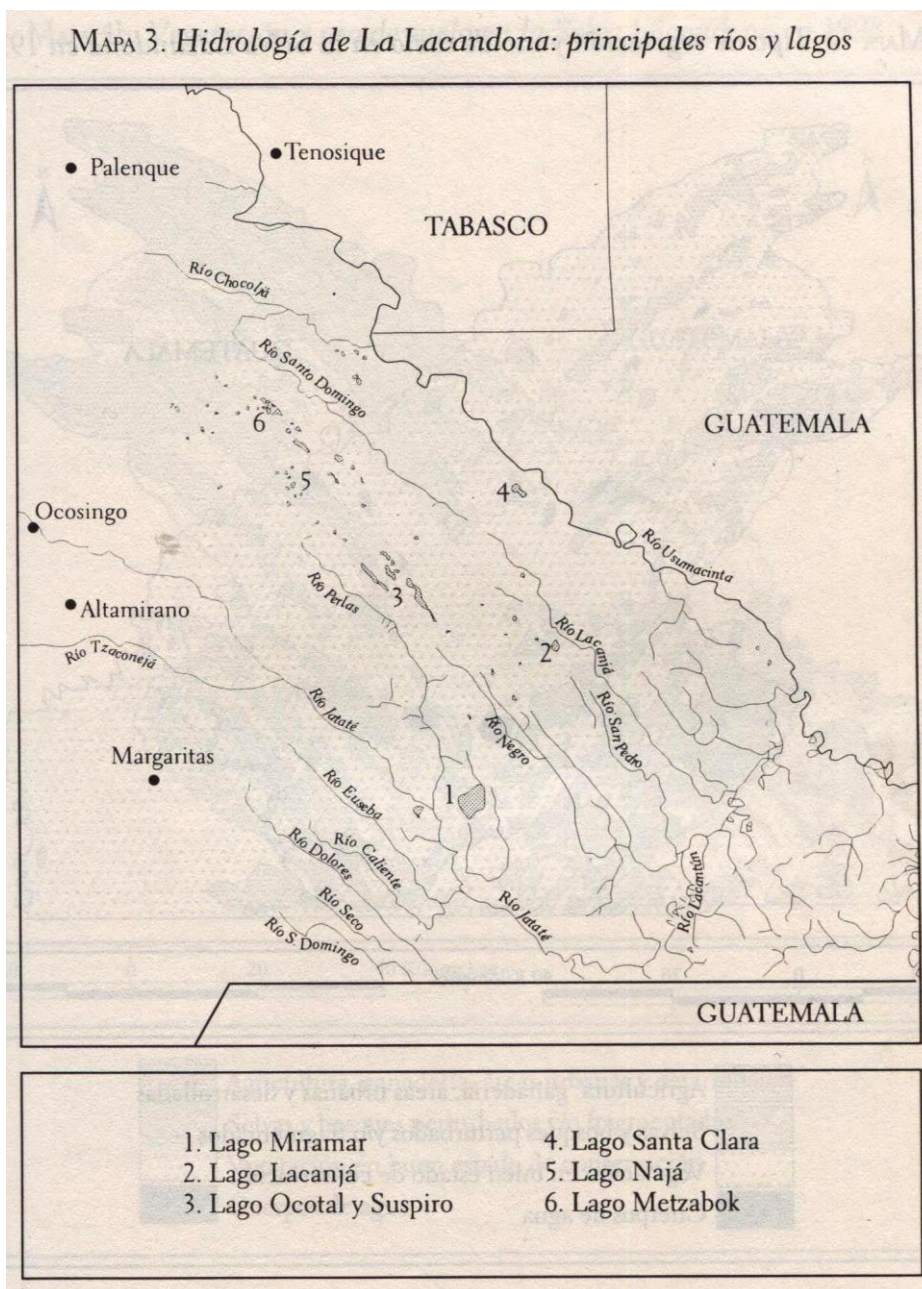 MAPA 3. Hidrología de La Lacandona: principales ríos y lagos
Tenosique
Palenque
TABASCO
Río Chocoljá
Río Santo Domingo
GUATEMALA
6
5
4
Ocosingo
Río Usumacinta
Río Perlas
3
Altamirano
Río Lacanjá
2
Río Tzaconejá
Río Jataté
Río San Pedro
Río Negro
Margaritas
1
Río Euseba
Río Caliente
Río Dolores
Río Lacantún
Río Seco
Río Jataté
Río S. Domingo
GUATEMALA
1. Lago Miramar
2. Lago Lacanjá
3. Lago Ocotal y Suspiro
4. Lago Santa Clara
5. Lago Najá
6. Lago Metzabok